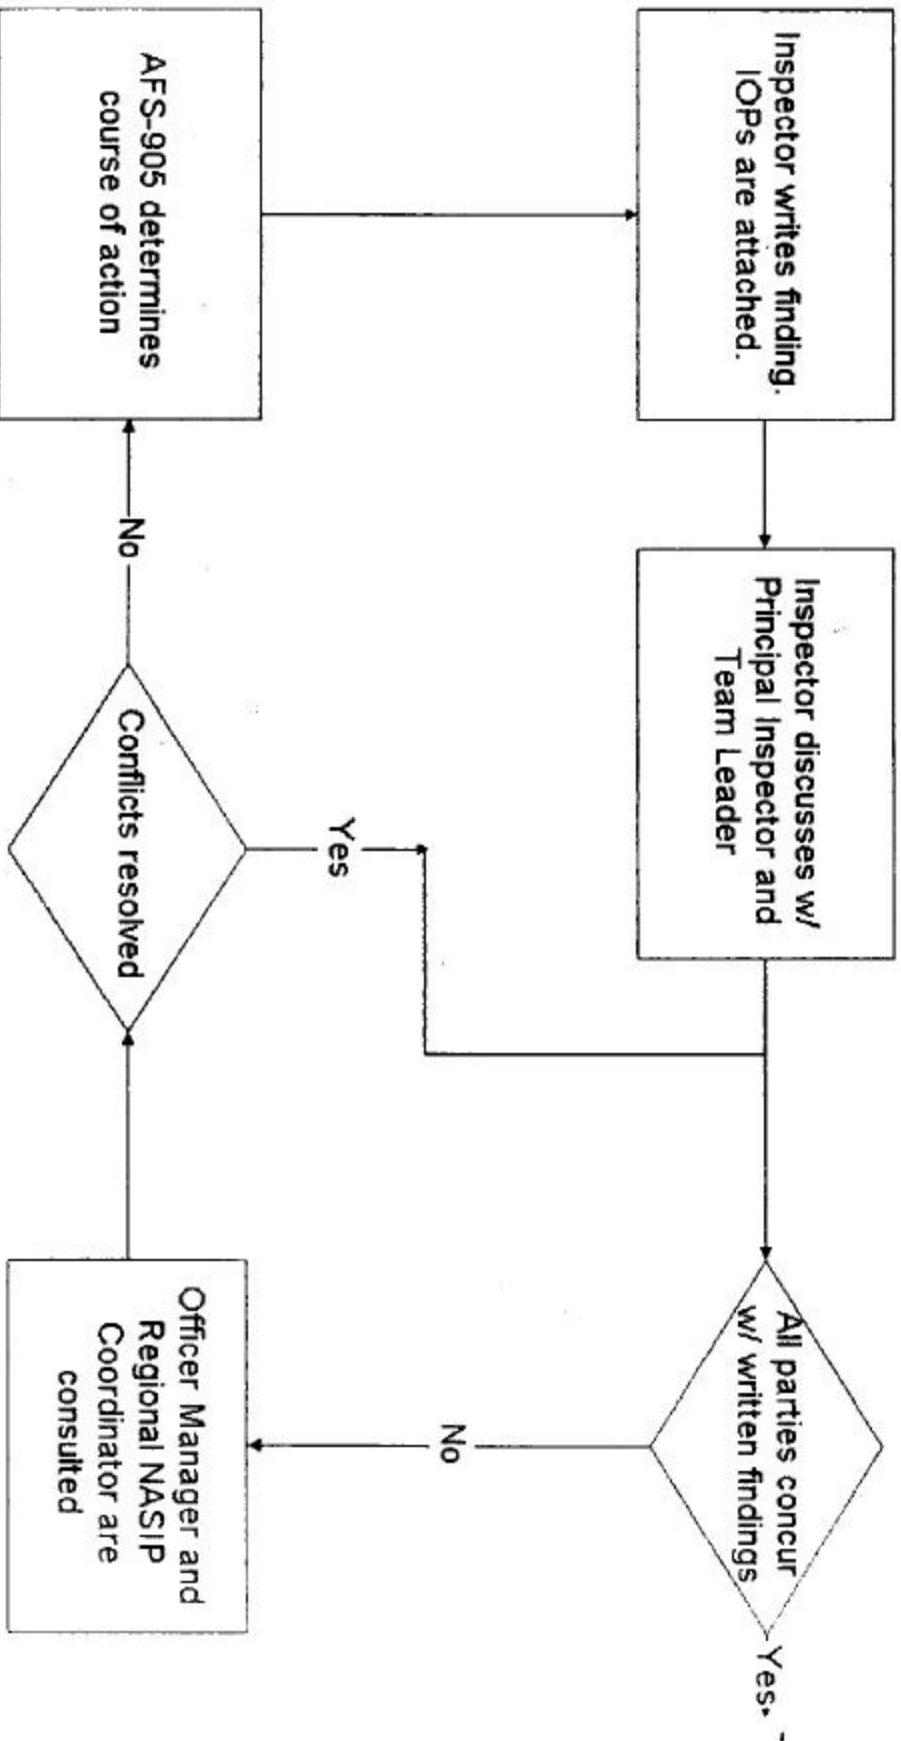 Inspector writes finding.
IOPs are attached.
Inspector discusses w/
Principal Inspector and
Team Leader
All parties concur
w/ written findings
Yes
No
Officer Manager and
Regional NASIP
Coordinator are
consulted
Conflicts resolved
Yes
No
AFS-905 determines
course of action